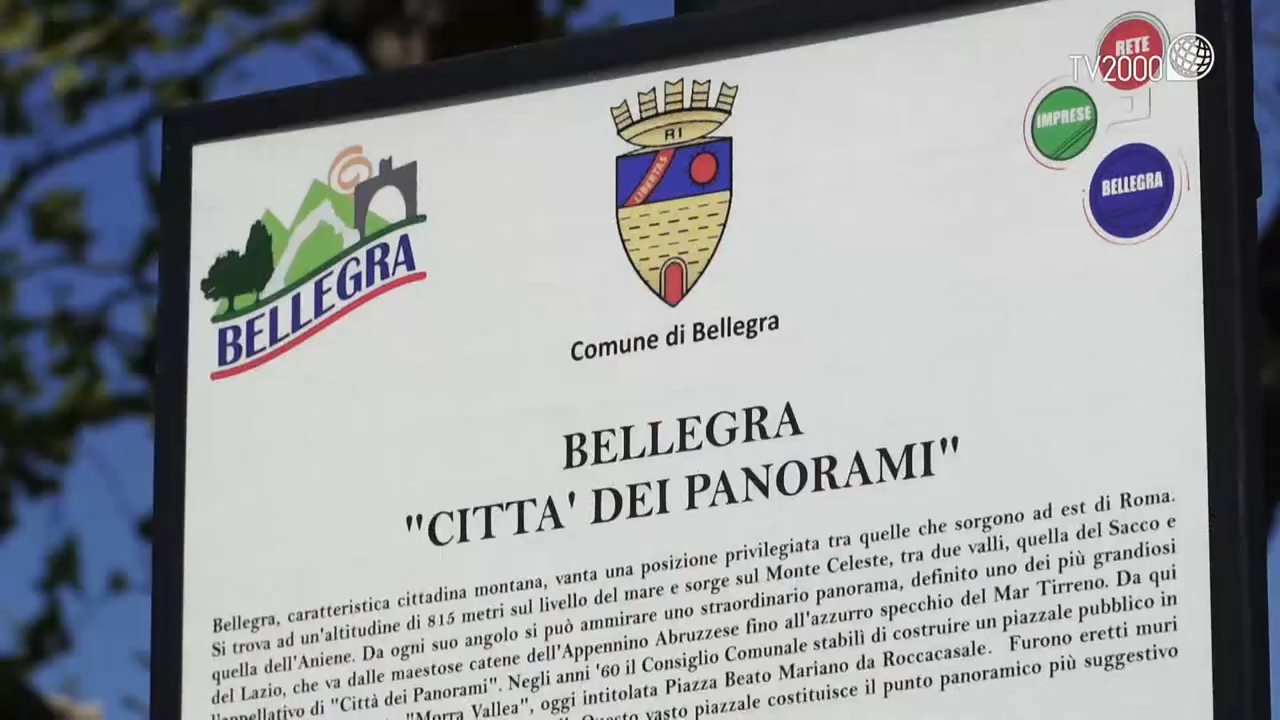 RETE
TV2000
IMPRESE
BELLEGRA
BELLEGRA
RI
LIBERTAS
Comune di Bellegra
BELLEGRA
"CITTA' DEI PANORAMI"
Bellegra, caratteristica cittadina montana, vanta una posizione privilegiata tra quelle che sorgono ad est di Roma.
Si trova ad un'altitudine di 815 metri sul livello del mare e sorge sul Monte Celeste, tra due valli, quella del Sacco e
quella dell'Aniene. Da ogni suo angolo si può ammirare uno straordinario panorama, definito uno dei più grandiosi
del Lazio, che va dalle maestose catene dell'Appennino Abruzzese fino all'azzurro specchio del Mar Tirreno. Da qui
l'appellativo di "Città dei Panorami". Negli anni '60 il Consiglio Comunale stabilì di costruire un piazzale pubblico in
"Morra Vallea", oggi intitolata Piazza Beato Mariano da Roccacasale. Furono eretti muri
Questo vasto piazzale costituisce il punto panoramico più suggestivo